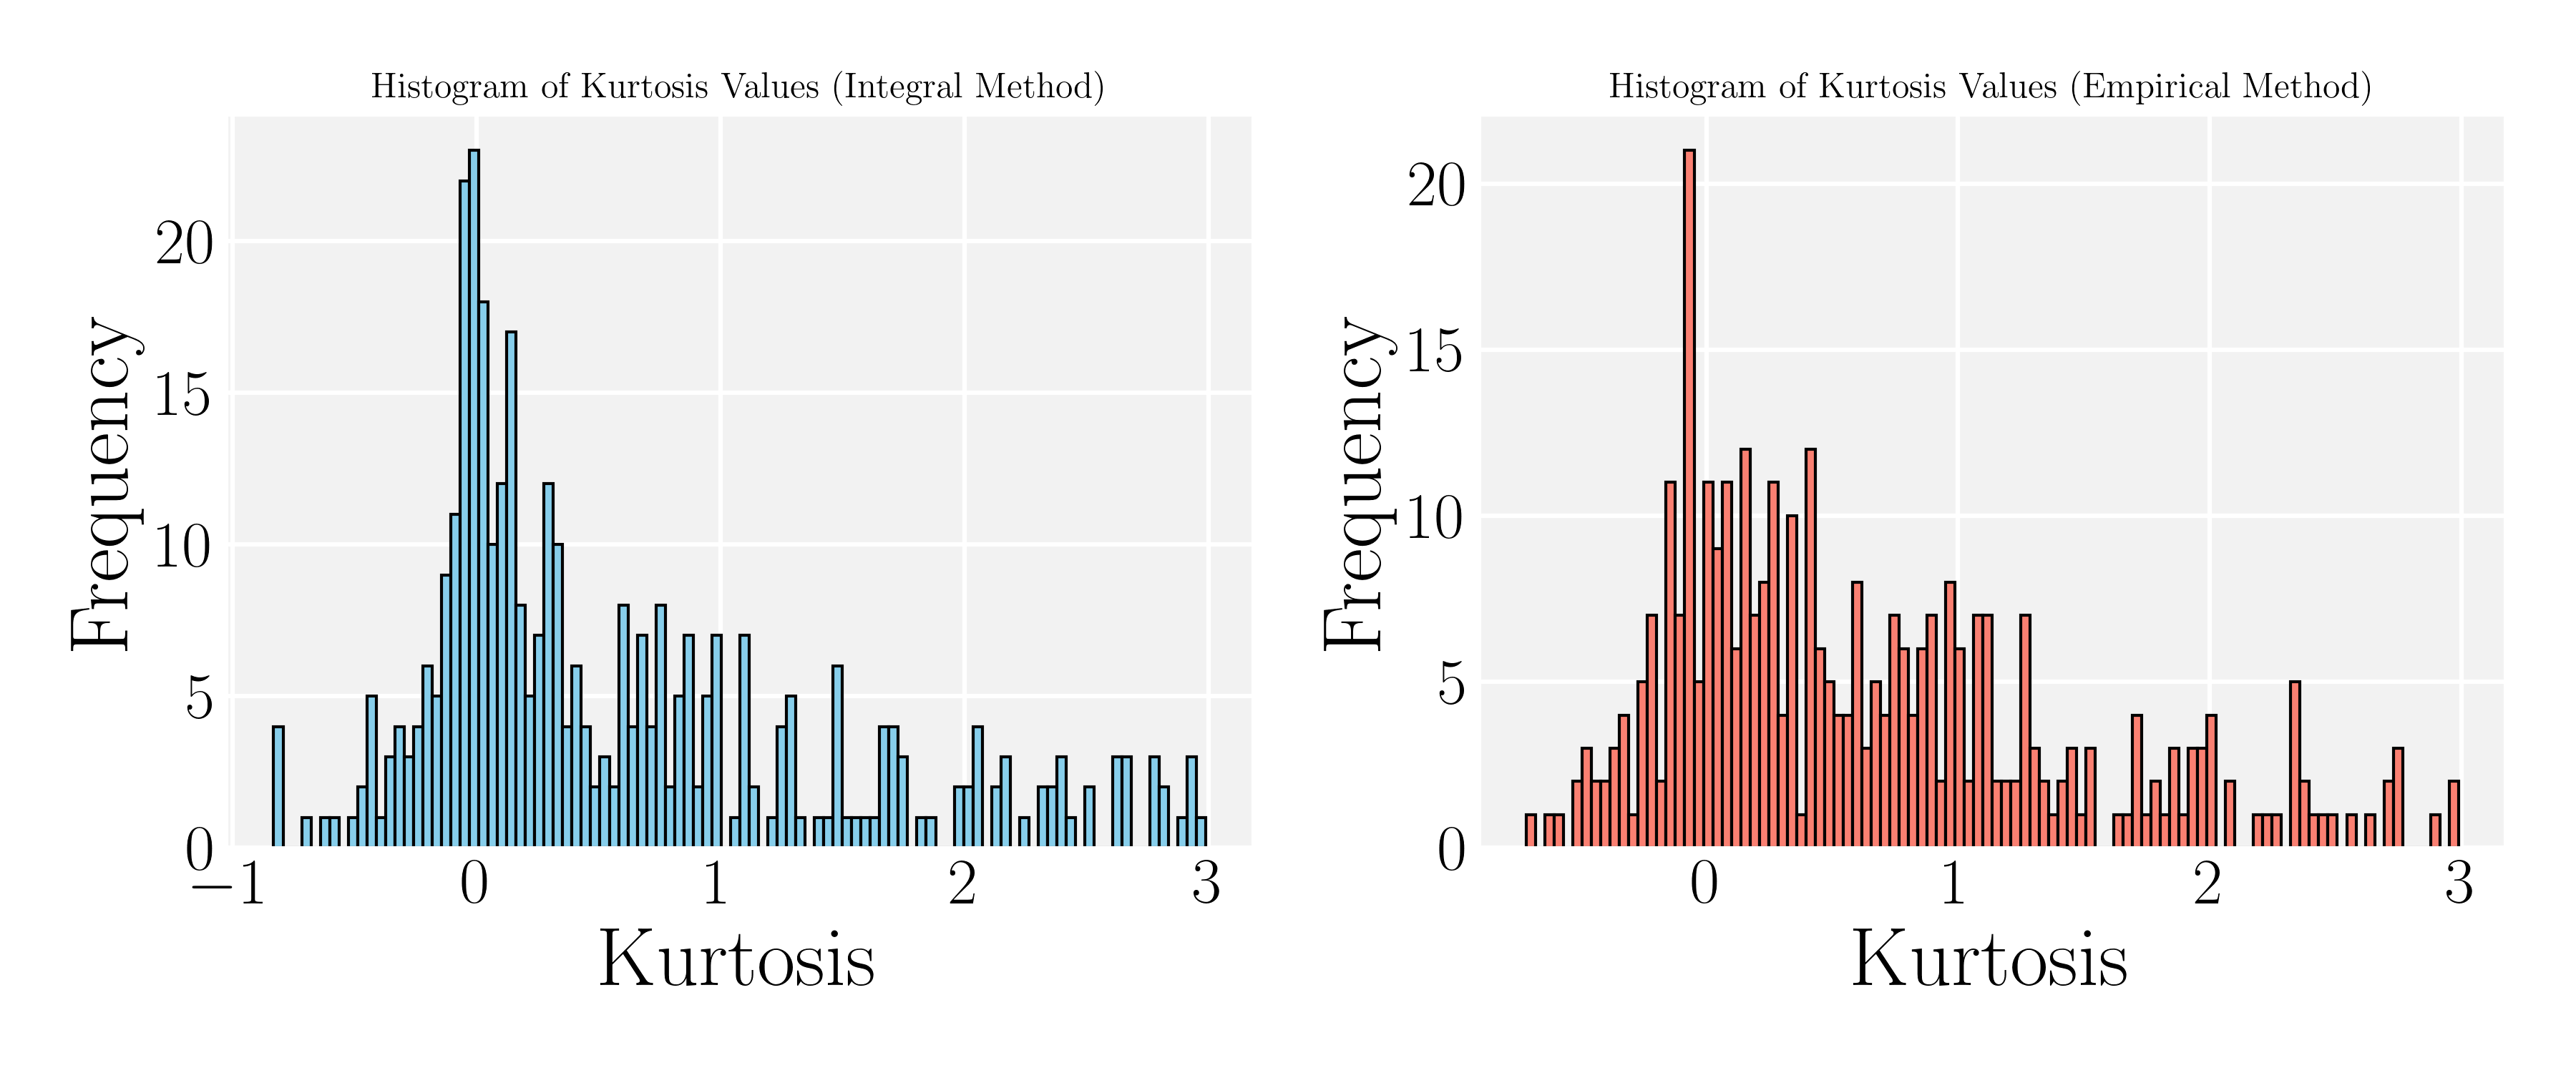 Histogram of Kurtosis Values (Integral Method)
Frequency
20
15
10
5
0
−1 0 1 2 3
Kurtosis
Histogram of Kurtosis Values (Empirical Method)
Frequency
20
15
10
5
0
0 1 2 3
Kurtosis